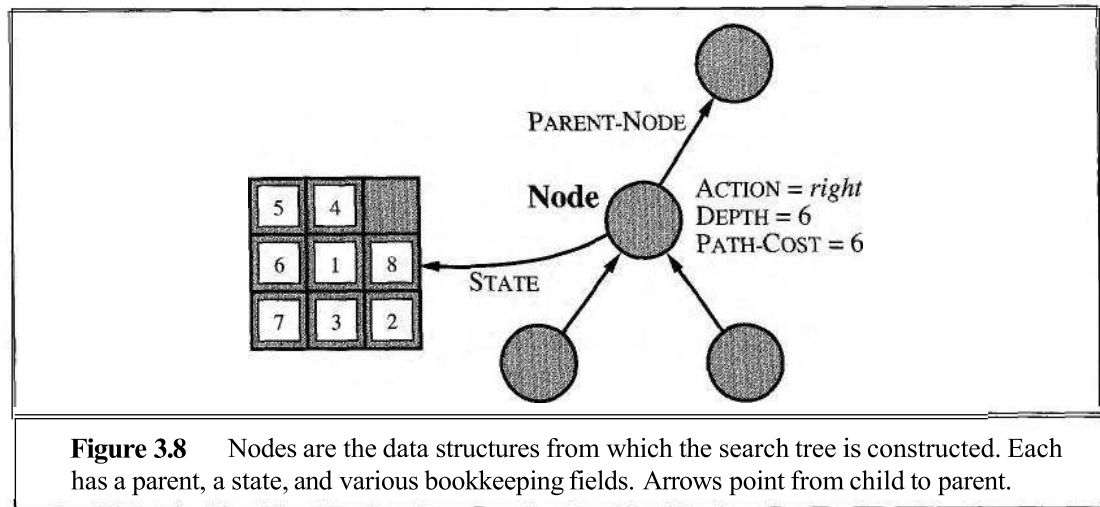 PARENT-NODE
Node
ACTION = right
DEPTH = 6
PATH-COST = 6
5 4
6 1 8
7 3 2
STATE
Figure 3.8 Nodes are the data structures from which the search tree is constructed. Each
has a parent, a state, and various bookkeeping fields. Arrows point from child to parent.